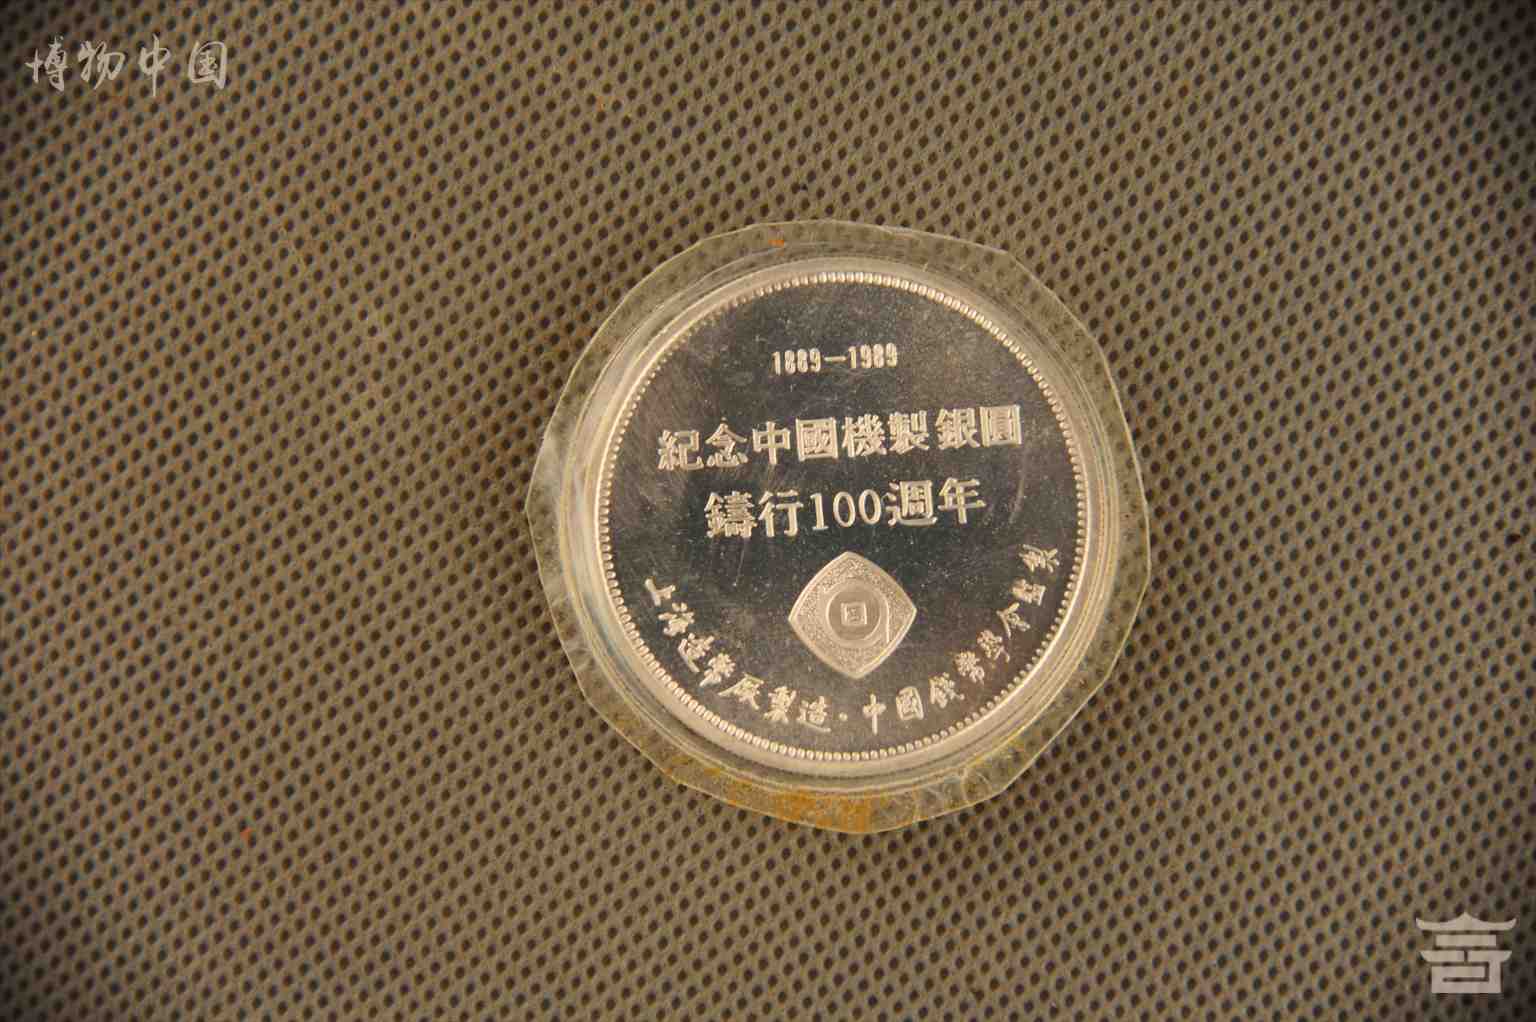 博物中国
1889—1989
紀念中國機製銀圓
鑄行100週年
上海造幣厰製造·中國錢幣學會監製